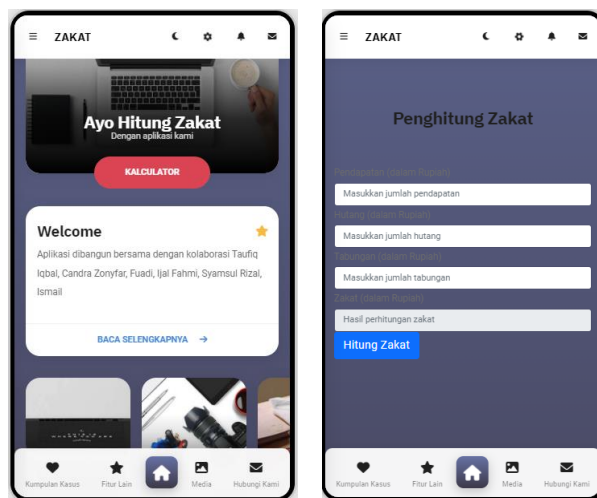 ZAKAT
Ayo Hitung Zakat
Dengan aplikasi kami
KALCULATOR
Welcome
Aplikasi dibangun bersama dengan kolaborasi Taufiq
Iqbal, Candra Zonyfar, Fuadi, Ijal Fahmi, Syamsul Rizal,
Ismail
BACA SELENGKAPNYA →
Kumpulan Kasus
Fitur Lain
Media
Hubungi Kami
ZAKAT
Penghitung Zakat
Pendapatan (dalam Rupiah)
Masukkan jumlah pendapatan
Hutang (dalam Rupiah)
Masukkan jumlah hutang
Tabungan (dalam Rupiah)
Masukkan jumlah tabungan
Zakat (dalam Rupiah)
Hasil perhitungan zakat
Hitung Zakat
Kumpulan Kasus
Fitur Lain
Media
Hubungi Kami